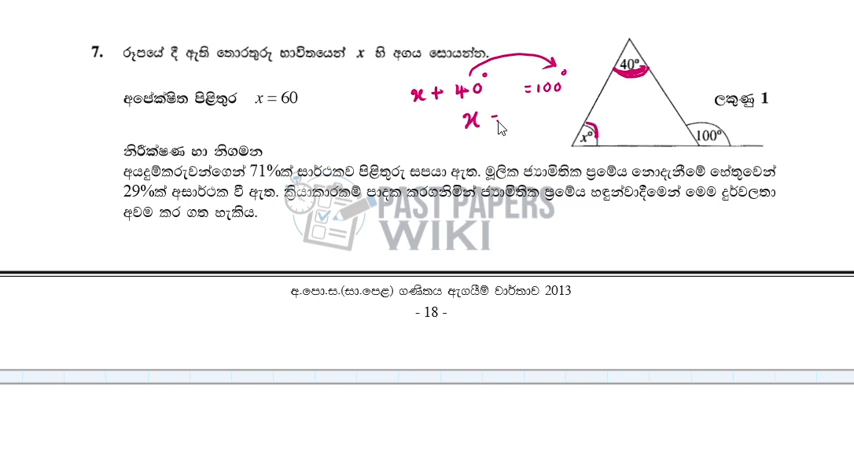 7. රූපයේ දී ඇති තොරතුරු භාවිතයෙන් x හි අගය සොයන්න.
40°
x + 40° = 100°
අපේක්ෂිත පිළිතුර x = 60
ලකුණු 1
x =
x°
100°
නිරීක්ෂණ හා නිගමන
අයදුම්කරුවන්ගෙන් 71%ක් සාර්ථකව පිළිතුරු සපයා ඇත. මූලික ජ්‍යාමිතික ප්‍රමේය නොදැනීමේ හේතුවෙන්
29%ක් අසාර්ථක වී ඇත. ක්‍රියාකාරකම් පාදක කරගනිමින් ජ්‍යාමිතික ප්‍රමේය හඳුන්වාදීමෙන් මෙම දුර්වලතා
අවම කර ගත හැකිය.
PAST PAPERS
WIKI
අ.පො.ස.(සා.පෙළ) ගණිතය ඇගයීම් වාර්තාව 2013
- 18 -